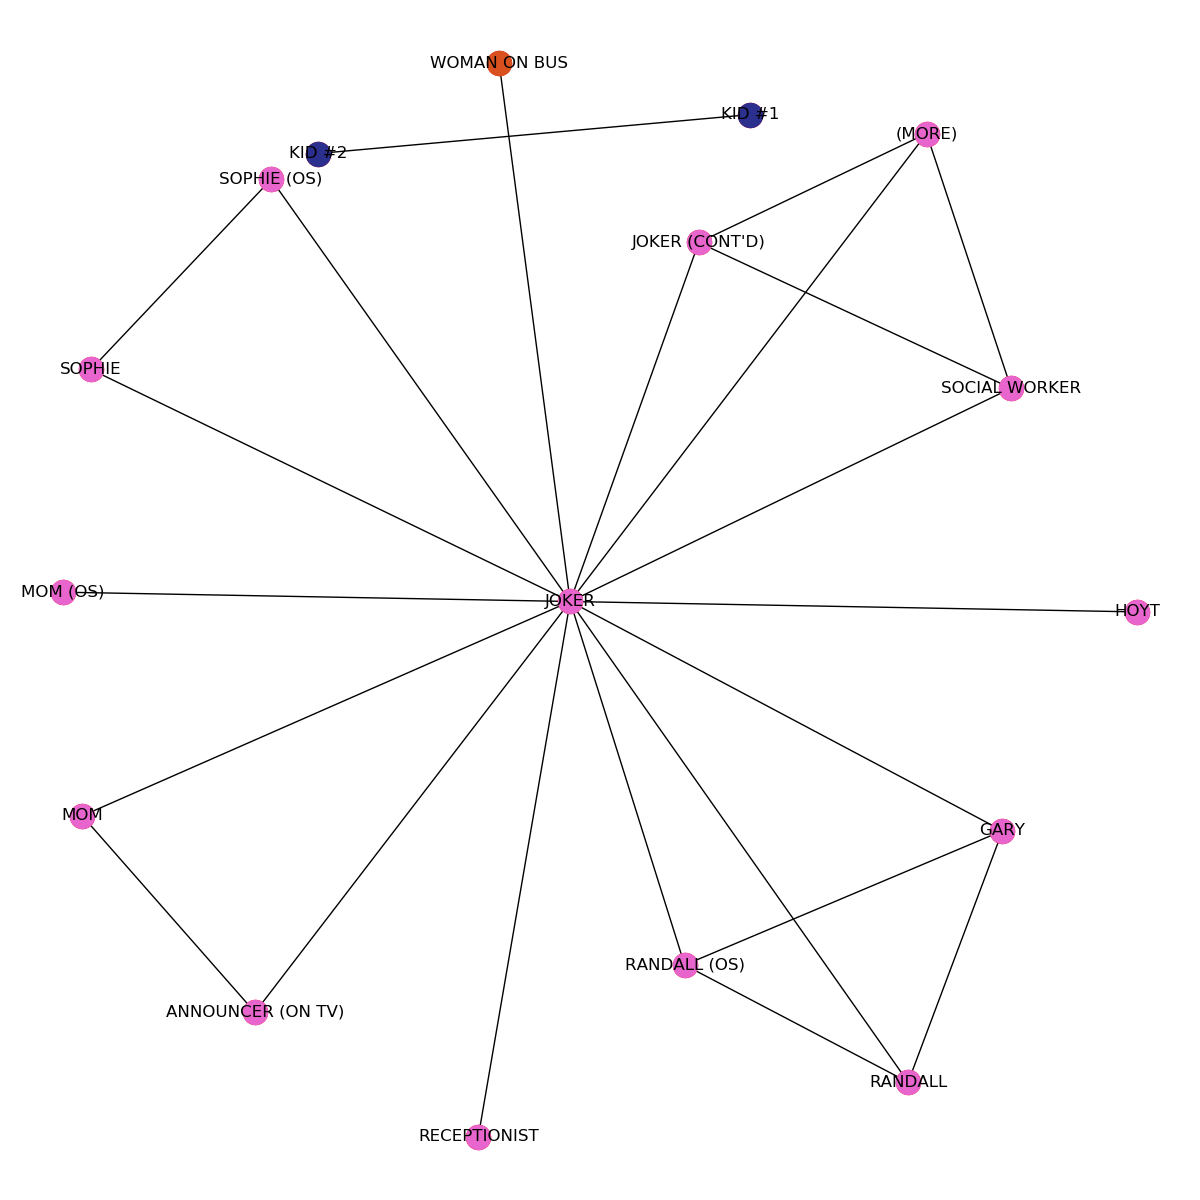 WOMAN ON BUS
KID #1
(MORE)
KID #2
SOPHIE (OS)
JOKER (CONT'D)
SOPHIE
SOCIAL WORKER
MOM (OS)
JOKER
HOYT
MOM
GARY
RANDALL (OS)
ANNOUNCER (ON TV)
RANDALL
RECEPTIONIST